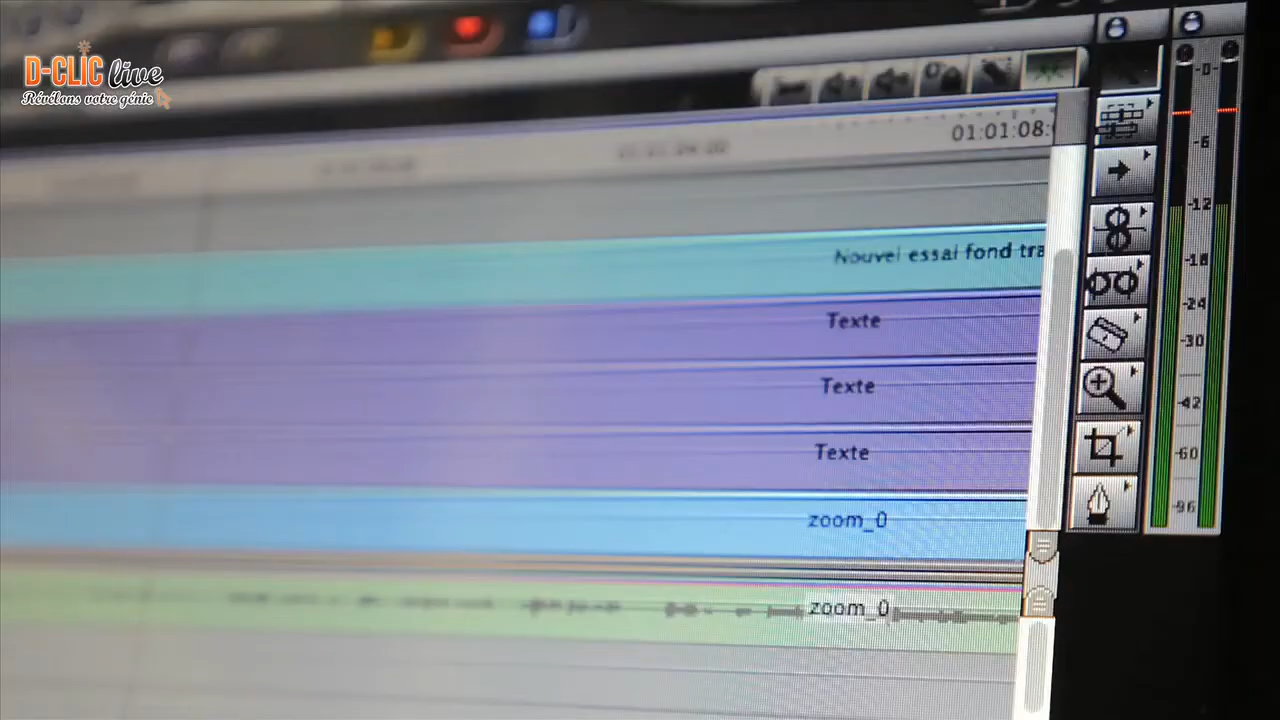 D-CLIC live
Révélons votre génie
01:01:08:
Nouvel essai fond tra
Texte
Texte
Texte
zoom_0
zoom_0
-0
-6
-12
-18
-24
-30
-42
-60
-96